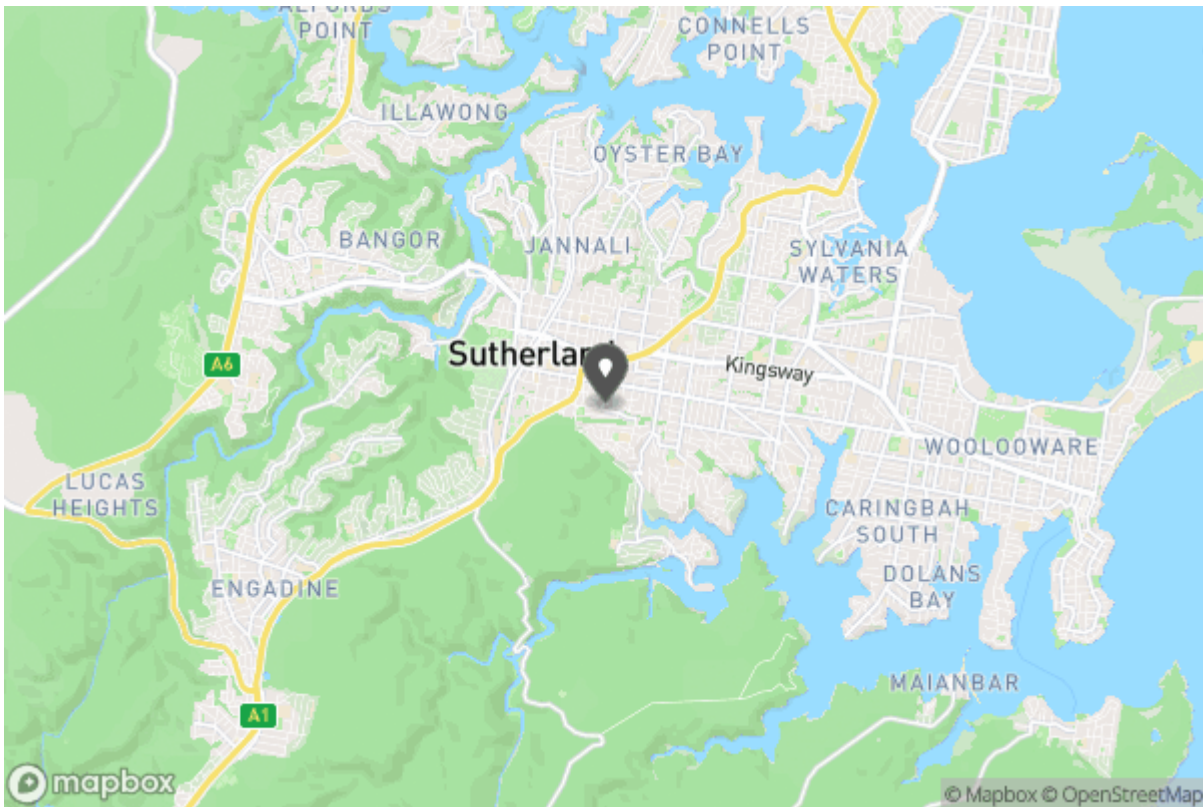 ALFORDS
POINT
CONNELLS
POINT
ILLAWONG
OYSTER BAY
BANGOR
JANNALI
SYLVANIA
WATERS
Sutherland
A6
Kingsway
WOOLOOWARE
LUCAS
HEIGHTS
CARINGBAH
SOUTH
ENGADINE
DOLANS
BAY
MAIANBAR
A1
mapbox
© Mapbox © OpenStreetMap